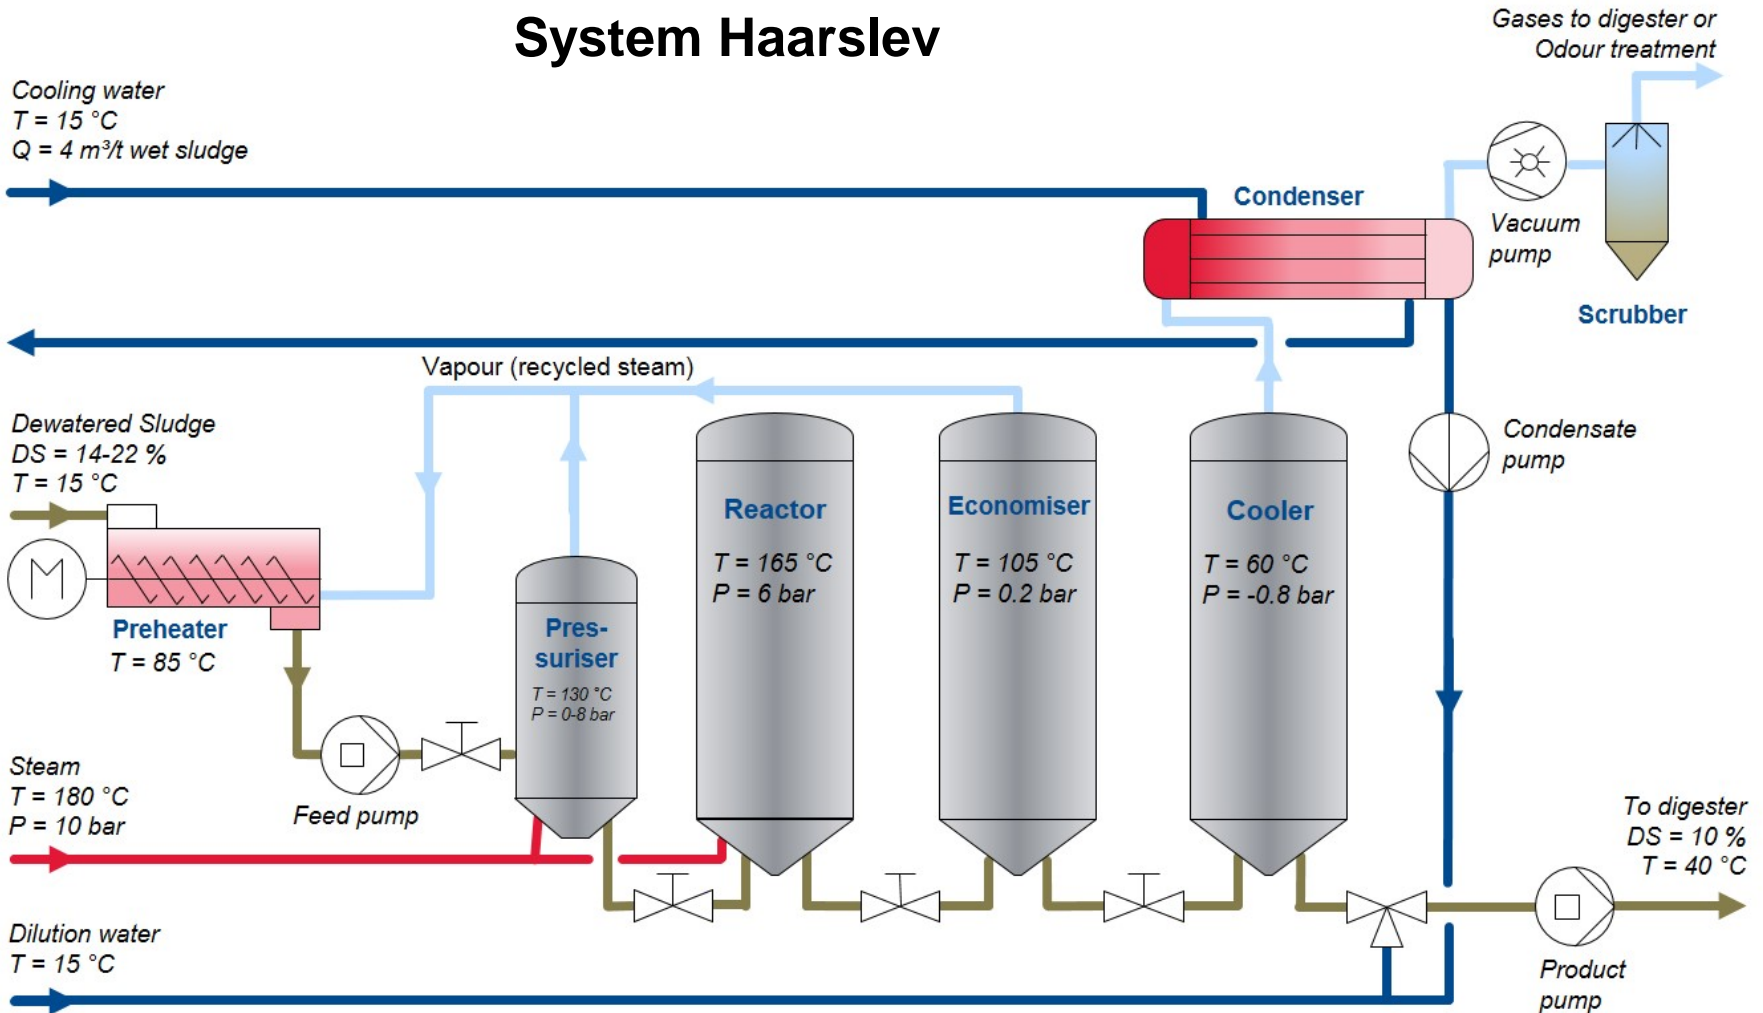 System Haarslev
Gases to digester or
Odour treatment
Cooling water
T = 15 °C
Q = 4 m³/t wet sludge
Condenser
Vacuum
pump
Scrubber
Vapour (recycled steam)
Dewatered Sludge
DS = 14-22 %
T = 15 °C
M
Preheater
T = 85 °C
Pres-
suriser
T = 130 °C
P = 0-8 bar
Reactor
T = 165 °C
P = 6 bar
Economiser
T = 105 °C
P = 0.2 bar
Cooler
T = 60 °C
P = -0.8 bar
Condensate
pump
Steam
T = 180 °C
P = 10 bar
Feed pump
To digester
DS = 10 %
T = 40 °C
Dilution water
T = 15 °C
Product
pump